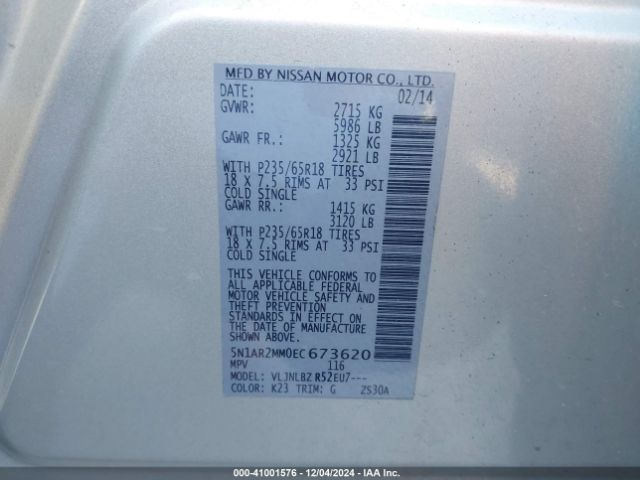 MFD BY NISSAN MOTOR CO., LTD.
DATE: 02/14
GVWR: 2715 KG
5986 LB
GAWR FR.: 1325 KG
2921 LB
WITH P235/65R18 TIRES
18 X 7.5 RIMS AT 33 PSI
COLD SINGLE
GAWR RR.: 1415 KG
3120 LB
WITH P235/65R18 TIRES
18 X 7.5 RIMS AT 33 PSI
COLD SINGLE
THIS VEHICLE CONFORMS TO
ALL APPLICABLE FEDERAL
MOTOR VEHICLE SAFETY AND
THEFT PREVENTION
STANDARDS IN EFFECT ON
THE DATE OF MANUFACTURE
SHOWN ABOVE.
5N1AR2MM0EC673620
MPV 116
MODEL: VLJNLBZ R52EU7---
COLOR: K23 TRIM: G ZS30A
000-41001576 - 12/04/2024 - IAA Inc.